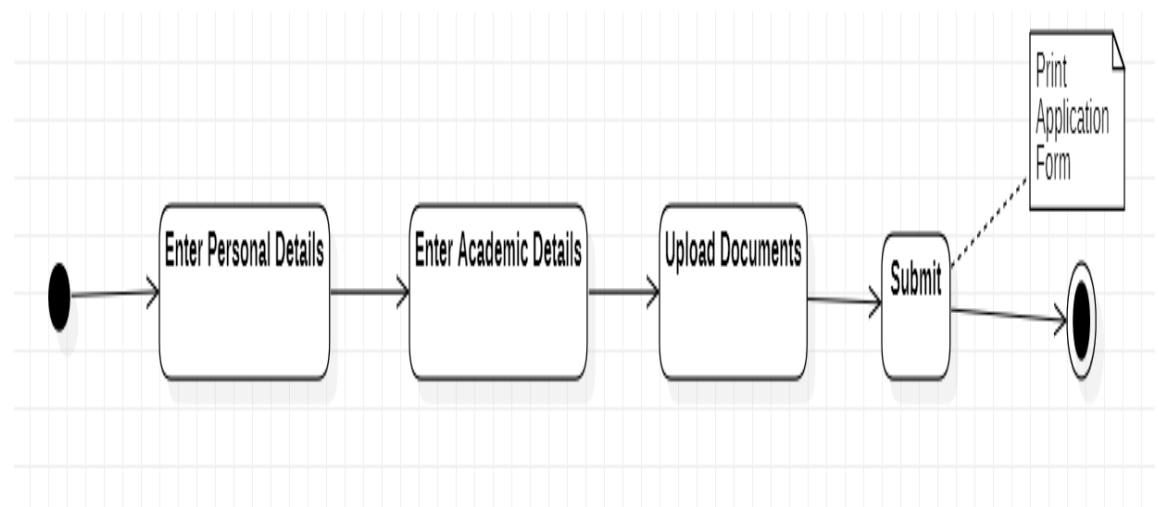 Print
Application
Form
Enter Personal Details
Enter Academic Details
Upload Documents
Submit